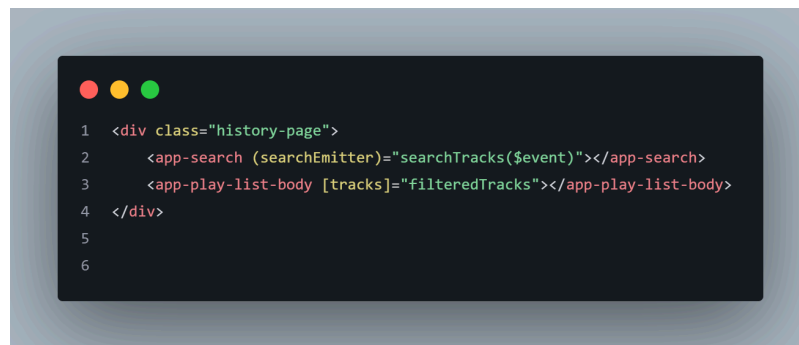 1 <div class="history-page">
2 <app-search (searchEmitter)="searchTracks($event)"></app-search>
3 <app-play-list-body [tracks]="filteredTracks"></app-play-list-body>
4 </div>
5
6